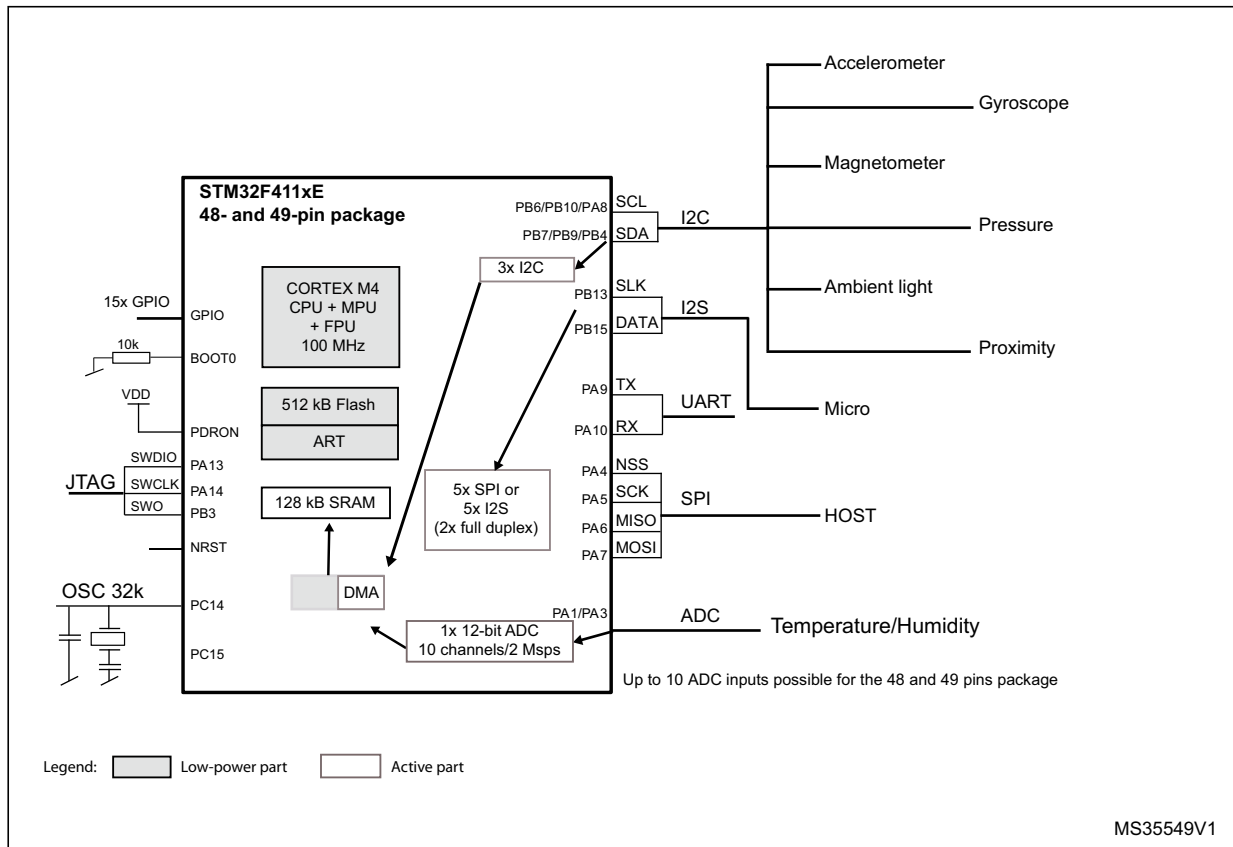 STM32F411xE
48- and 49-pin package
CORTEX M4
CPU + MPU
+ FPU
100 MHz
512 kB Flash
ART
128 kB SRAM
DMA
3x I2C
5x SPI or
5x I2S
(2x full duplex)
1x 12-bit ADC
10 channels/2 Msps
15x GPIO
GPIO
10k
BOOT0
VDD
PDRON
JTAG
SWDIO
PA13
SWCLK
PA14
SWO
PB3
NRST
OSC 32k
PC14
PC15
PB6/PB10/PA8
SCL
PB7/PB9/PB4
SDA
I2C
PB13
SLK
PB15
DATA
I2S
PA9
TX
PA10
RX
UART
PA4
NSS
PA5
SCK
PA6
MISO
PA7
MOSI
SPI
PA1/PA3
ADC
Accelerometer
Gyroscope
Magnetometer
Pressure
Ambient light
Proximity
Micro
HOST
Temperature/Humidity
Up to 10 ADC inputs possible for the 48 and 49 pins package
Legend:
Low-power part
Active part
MS35549V1